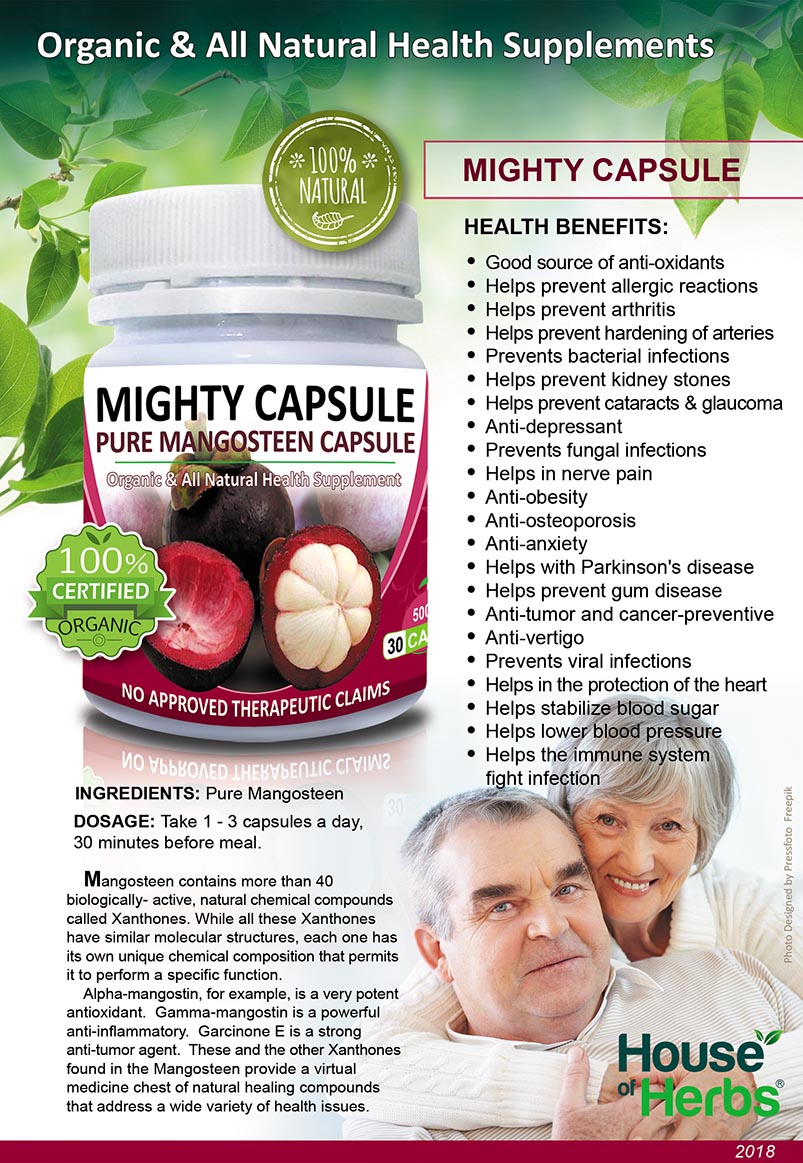 Organic & All Natural Health Supplements
100%
NATURAL
MIGHTY CAPSULE
HEALTH BENEFITS:
• Good source of anti-oxidants
• Helps prevent allergic reactions
• Helps prevent arthritis
• Helps prevent hardening of arteries
• Prevents bacterial infections
• Helps prevent kidney stones
• Helps prevent cataracts & glaucoma
• Anti-depressant
• Prevents fungal infections
• Helps in nerve pain
• Anti-obesity
• Anti-osteoporosis
• Anti-anxiety
• Helps with Parkinson's disease
• Helps prevent gum disease
• Anti-tumor and cancer-preventive
• Anti-vertigo
• Prevents viral infections
• Helps in the protection of the heart
• Helps stabilize blood sugar
• Helps lower blood pressure
• Helps the immune system
fight infection
MIGHTY CAPSULE
PURE MANGOSTEEN CAPSULE
Organic & All Natural Health Supplement
100%
CERTIFIED
ORGANIC
500
30 CA
NO APPROVED THERAPEUTIC CLAIMS
INGREDIENTS: Pure Mangosteen
DOSAGE: Take 1 - 3 capsules a day,
30 minutes before meal.
Mangosteen contains more than 40
biologically- active, natural chemical compounds
called Xanthones. While all these Xanthones
have similar molecular structures, each one has
its own unique chemical composition that permits
it to perform a specific function.
Alpha-mangostin, for example, is a very potent
antioxidant. Gamma-mangostin is a powerful
anti-inflammatory. Garcinone E is a strong
anti-tumor agent. These and the other Xanthones
found in the Mangosteen provide a virtual
medicine chest of natural healing compounds
that address a wide variety of health issues.
Photo Designed by Pressfoto Freepik
House
of Herbs®
2018